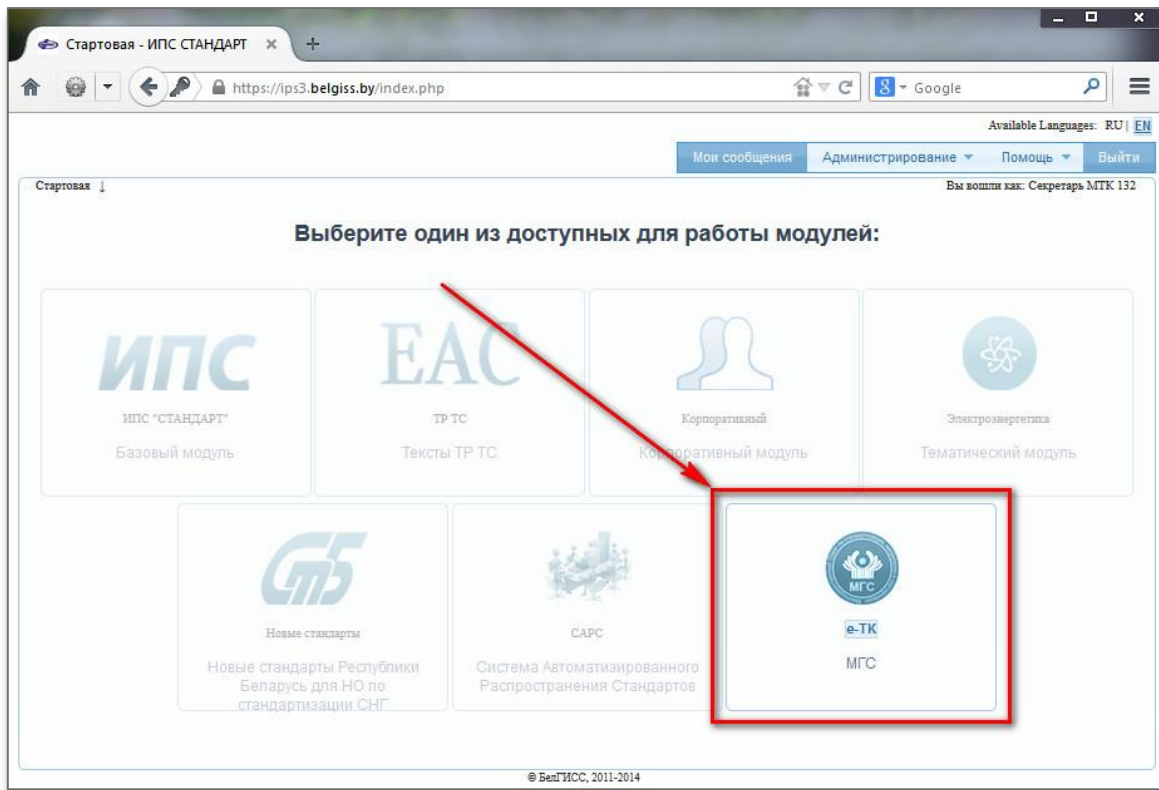 Стартовая - ИПС СТАНДАРТ
https://ips3.belgiss.by/index.php
Google
Available Languages: RU | EN
Мои сообщения Администрирование Помощь Выйти
Стартовая ↓
Вы вошли как: Секретарь МТК 132
Выберите один из доступных для работы модулей:
ИПС
ЕАС
ИПС "СТАНДАРТ"
ТР ТС
Корпоративный
Электроэнергетика
Базовый модуль
Тексты ТР ТС
Корпоративный модуль
Тематический модуль
СТБ
МГС
Новые стандарты
САРС
e-ТК
Новые стандарты Республики
Беларусь для НО по
стандартизации СНГ
Система Автоматизированного
Распространения Стандартов
МГС
© БелГИСС, 2011-2014